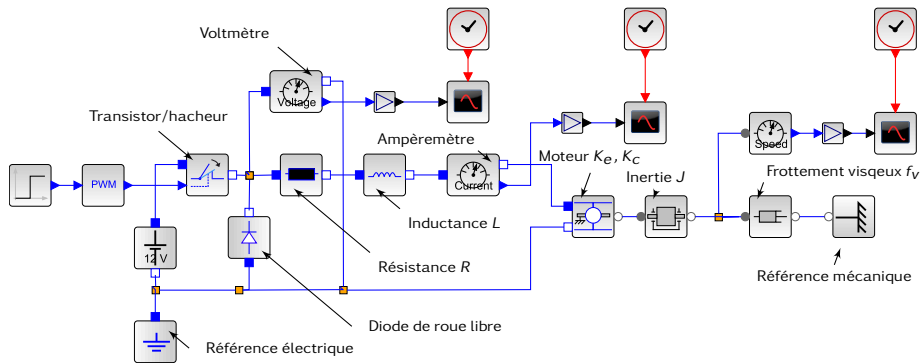 Voltmètre
Voltage
Transistor/hacheur
Ampèremètre
Moteur Ke, Kc
Speed
PWM
Current
Inertie J
Frottement visqeux fv
Inductance L
12 V
Résistance R
Référence mécanique
Diode de roue libre
Référence électrique